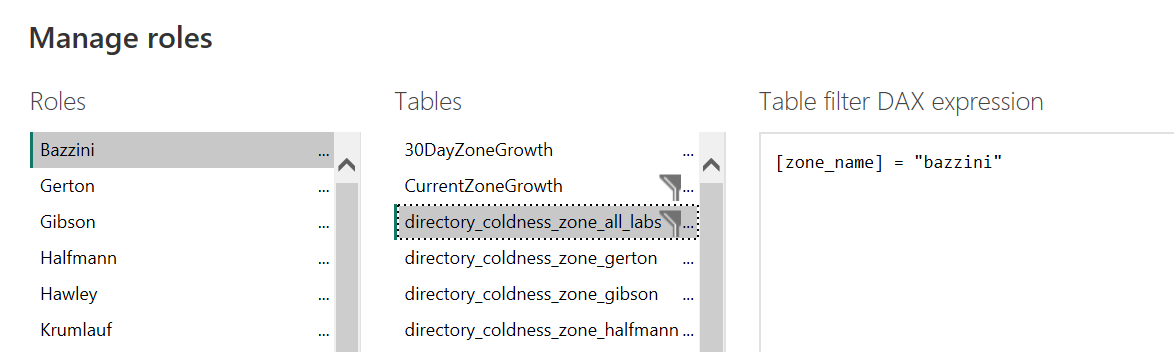 Manage roles
Roles
Tables
Table filter DAX expression
Bazzini ...
30DayZoneGrowth ...
[zone_name] = "bazzini"
Gerton ...
CurrentZoneGrowth ...
Gibson ...
directory_coldness_zone_all_labs ...
Halfmann ...
directory_coldness_zone_gerton ...
Hawley ...
directory_coldness_zone_gibson ...
Krumlauf ...
directory_coldness_zone_halfmann ...